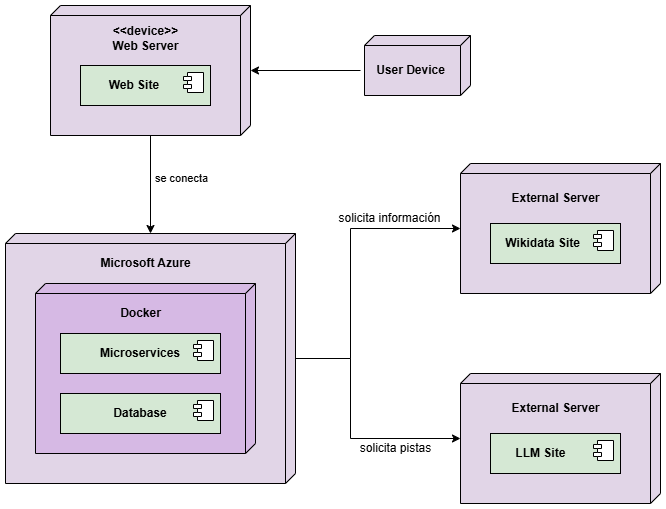 <<device>>
Web Server
Web Site
User Device
se conecta
Microsoft Azure
Docker
Microservices
Database
solicita información
External Server
Wikidata Site
solicita pistas
External Server
LLM Site